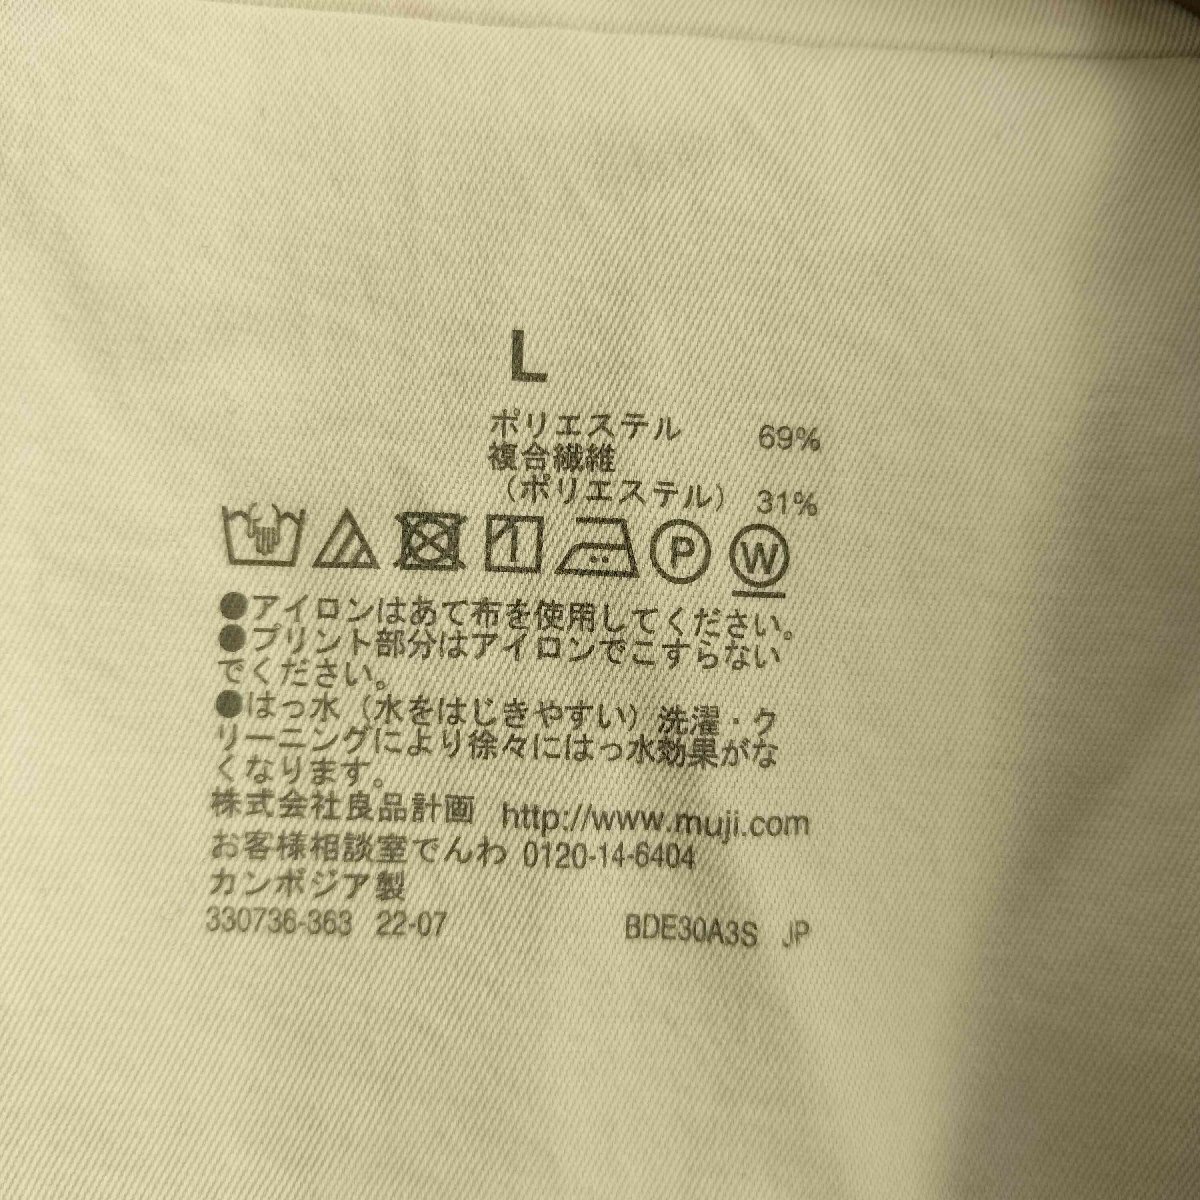 L
ポリエステル 69%
複合繊維
（ポリエステル） 31%
P W
●アイロンはあて布を使用してください。
●プリント部分はアイロンでこすらない
でください。
●はっ水（水をはじきやすい）洗濯・ク
リーニングにより徐々にはっ水効果がな
くなります。
株式会社良品計画 http://www.muji.com
お客様相談室でんわ 0120-14-6404
カンボジア製
330736-363 22-07 BDE30A3S JP